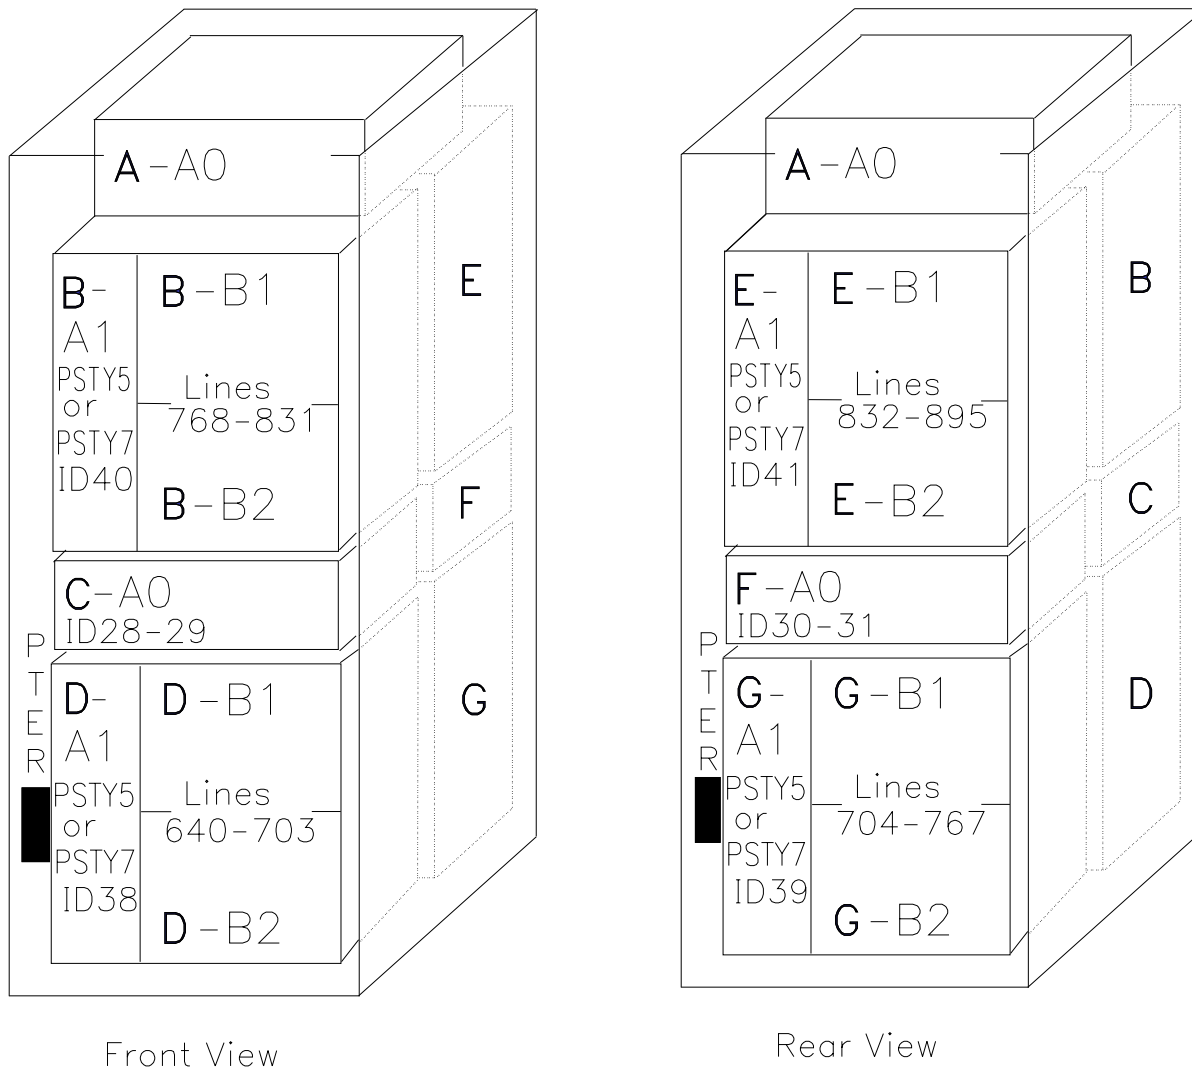 A-A0
B-
A1
PSTY5
or
PSTY7
ID40
B-B1
Lines
768-831
B-B2
E
F
G
C-A0
ID28-29
PTER
D-
A1
PSTY5
or
PSTY7
ID38
D-B1
Lines
640-703
D-B2
Front View
A-A0
E-
A1
PSTY5
or
PSTY7
ID41
E-B1
Lines
832-895
E-B2
B
C
D
F-A0
ID30-31
PTER
G-
A1
PSTY5
or
PSTY7
ID39
G-B1
Lines
704-767
G-B2
Rear View